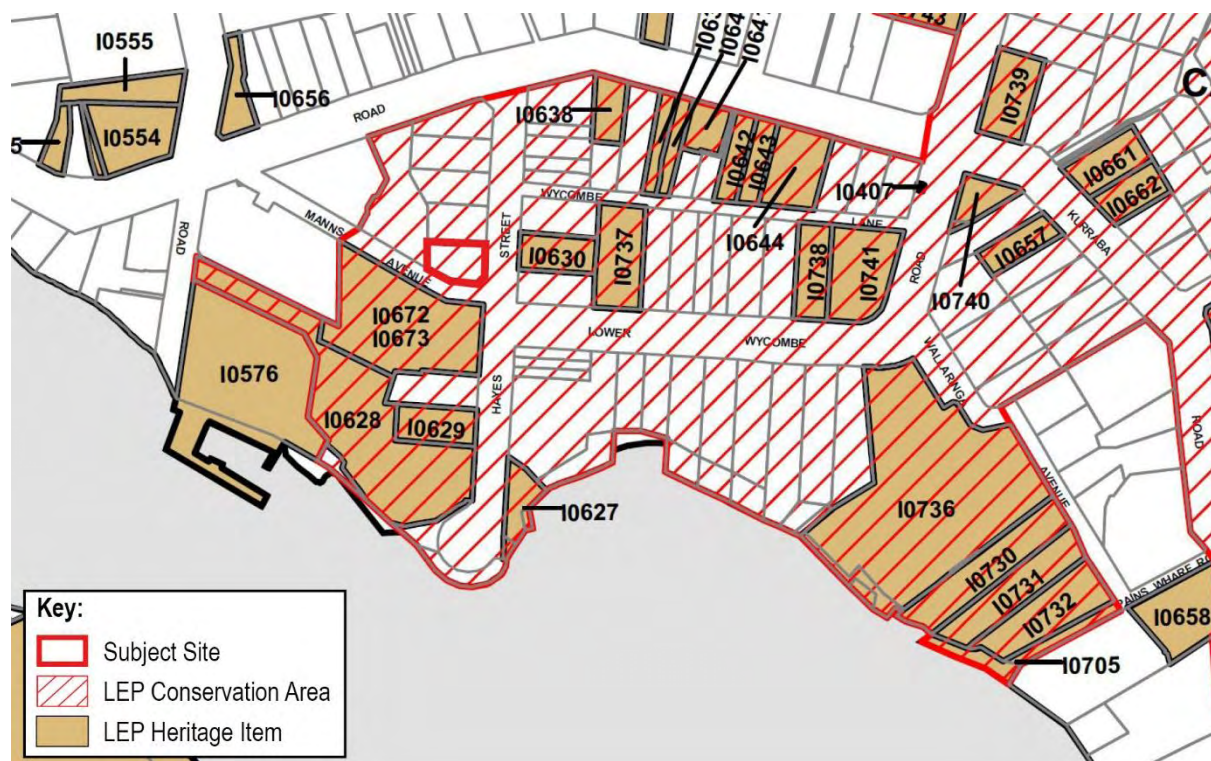 I0555
I0743
I0656
I0554
I0638
I0642
I0643
I0644
I0407
I0739
I0661
I0662
C
ROAD
MANNS
AVENUE
ROAD
WYCOMBE
LANE
STREET
I0630
I0737
I0738
I0741
ROAD
I0740
I0657
KURRABA
I0672
I0673
LOWER
WYCOMBE
I0576
I0628
I0629
HAYES
WALLARINGA
AVENUE
ROAD
I0627
I0736
I0730
I0731
I0732
I0658
I0705
Key:
Subject Site
LEP Conservation Area
LEP Heritage Item